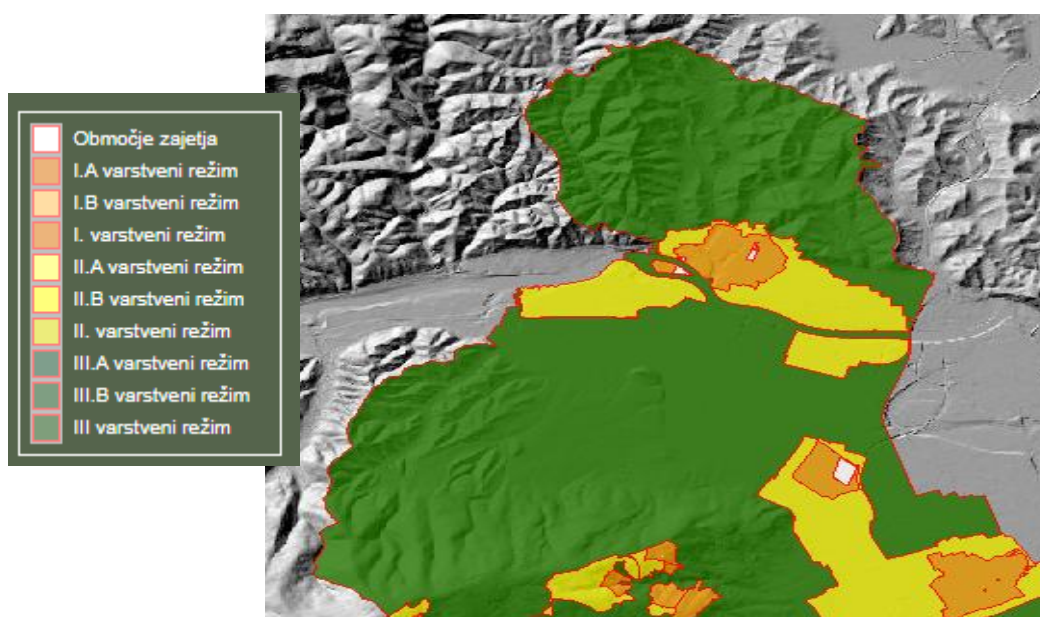 Območje zajetja
I.A varstveni režim
I.B varstveni režim
I. varstveni režim
II.A varstveni režim
II.B varstveni režim
II. varstveni režim
III.A varstveni režim
III.B varstveni režim
III varstveni režim